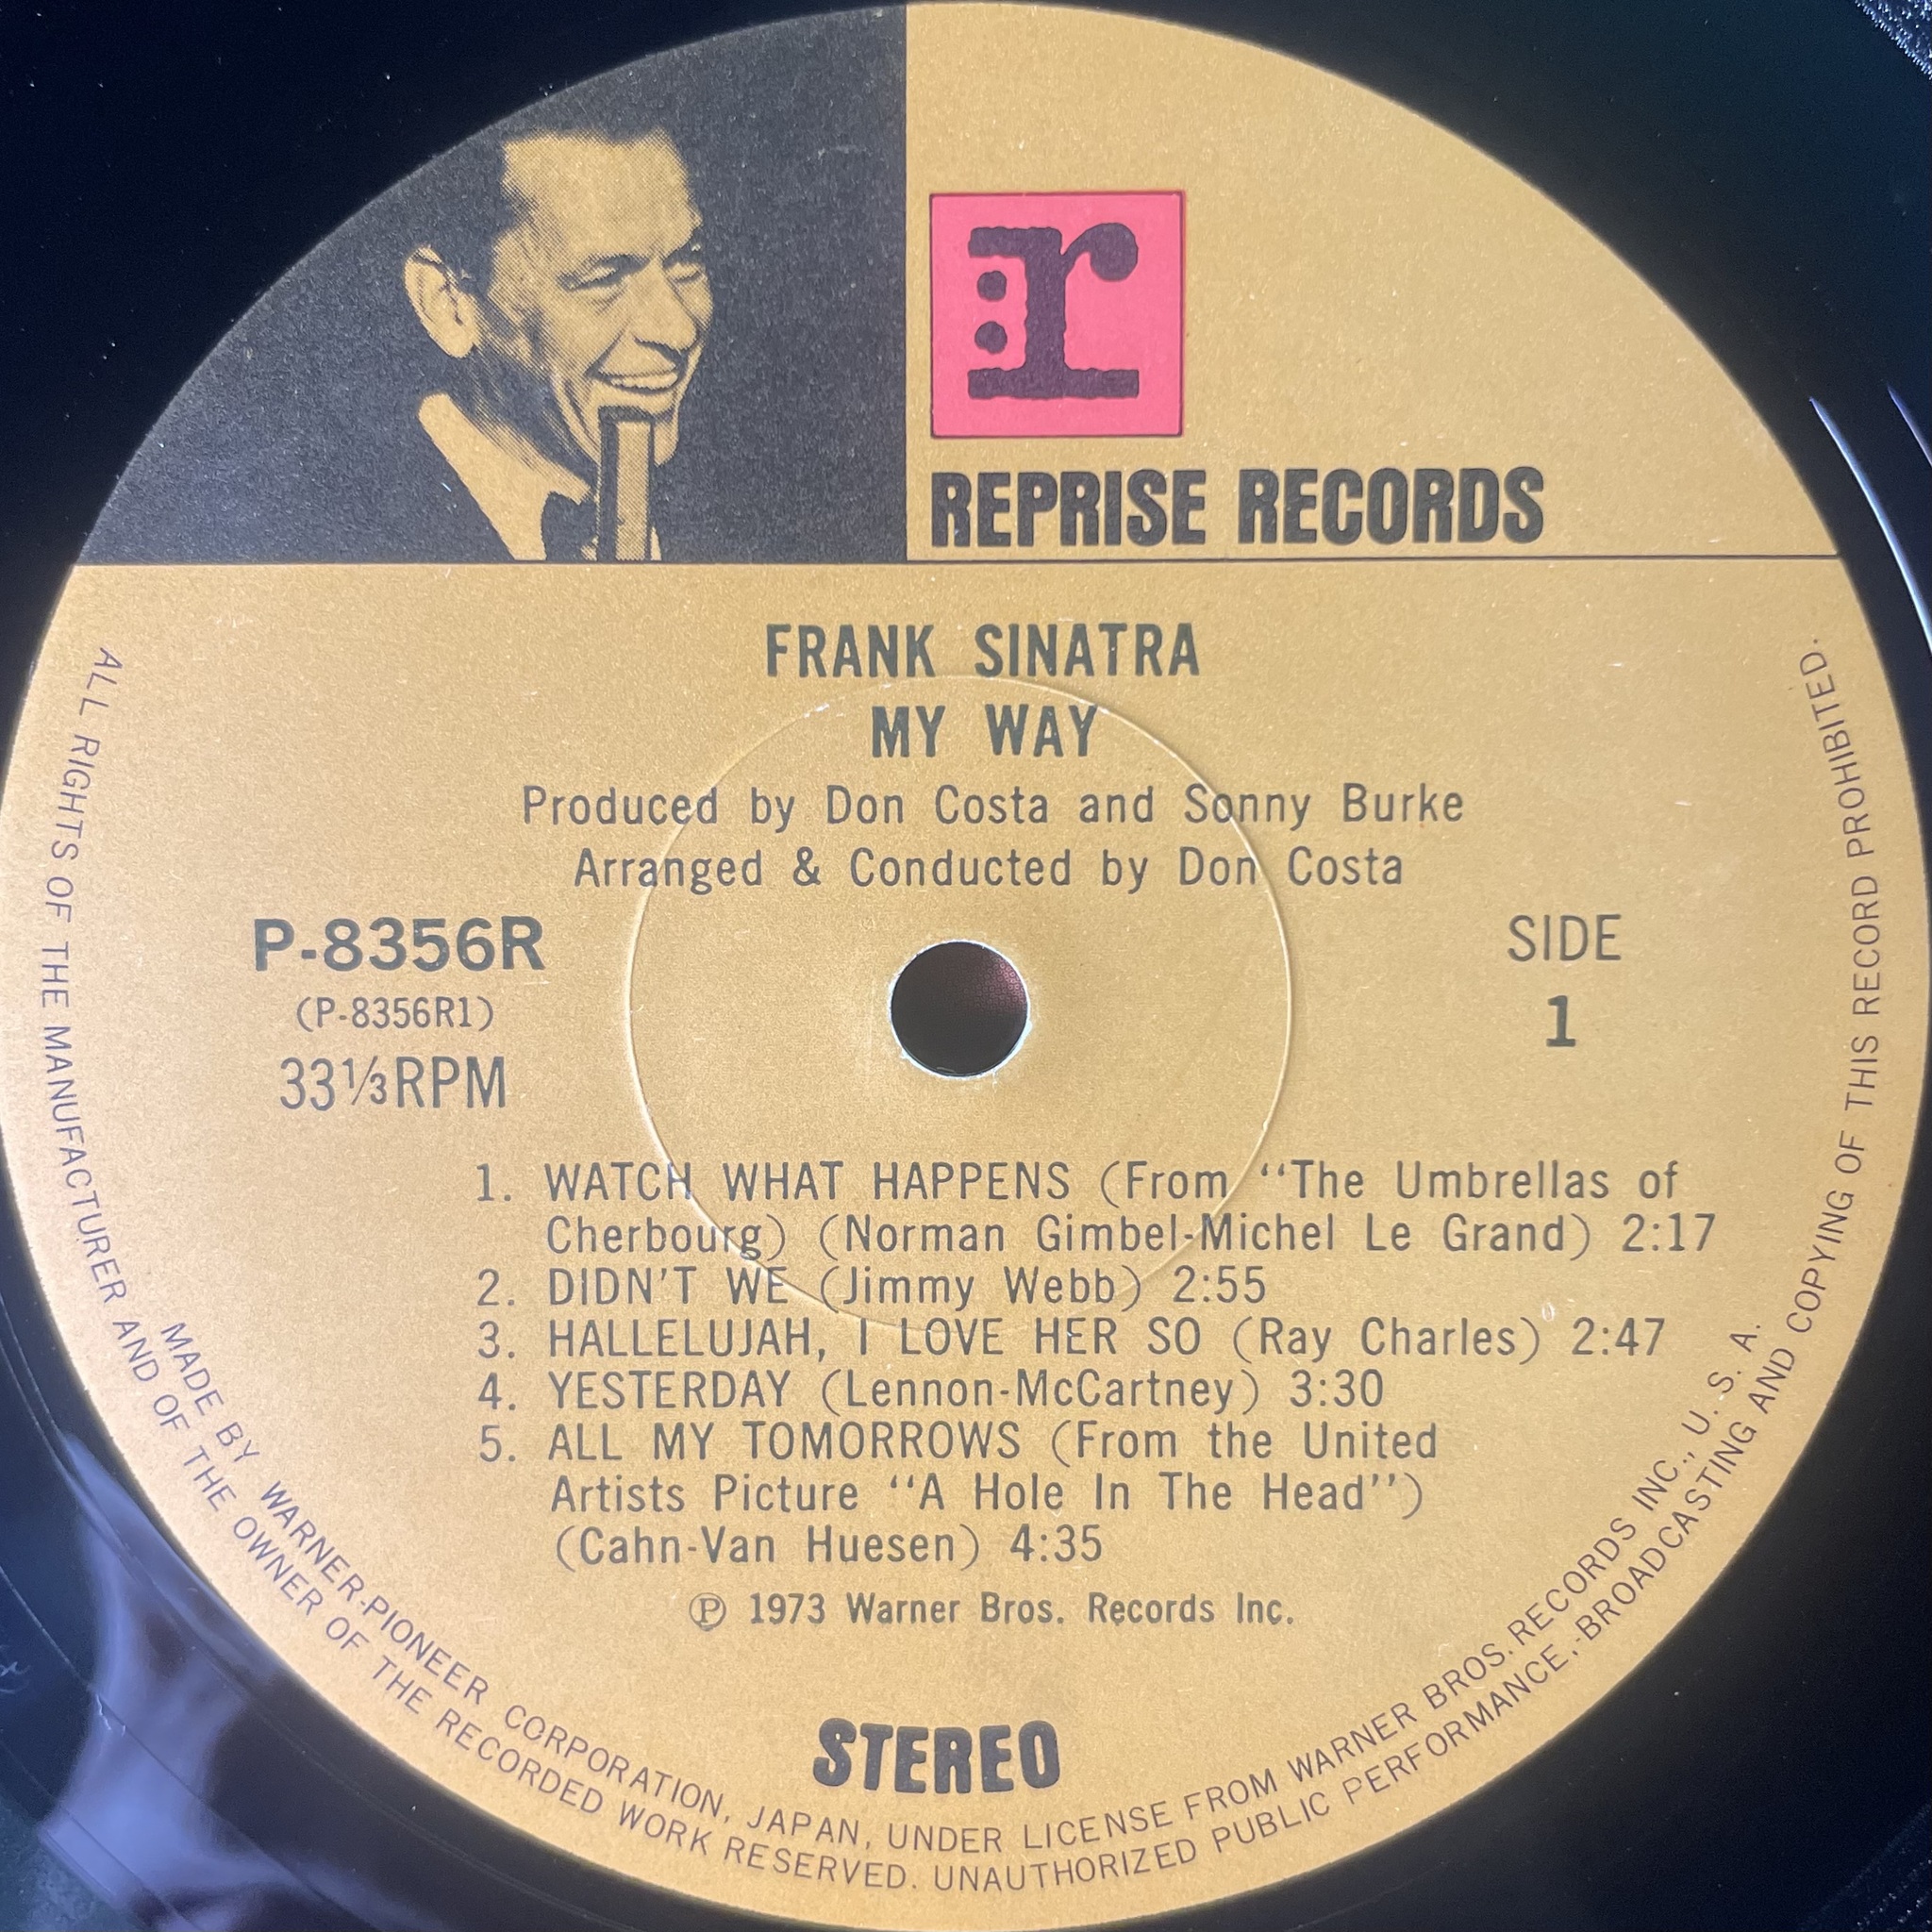 r
REPRISE RECORDS
FRANK SINATRA
MY WAY
Produced by Don Costa and Sonny Burke
Arranged & Conducted by Don Costa
P-8356R
(P-8356R1)
33⅓RPM
SIDE
1
1. WATCH WHAT HAPPENS (From “The Umbrellas of
Cherbourg) (Norman Gimbel-Michel Le Grand) 2:17
2. DIDN'T WE (Jimmy Webb) 2:55
3. HALLELUJAH, I LOVE HER SO (Ray Charles) 2:47
4. YESTERDAY (Lennon-McCartney) 3:30
5. ALL MY TOMORROWS (From the United
Artists Picture “A Hole In The Head”)
(Cahn-Van Huesen) 4:35
℗ 1973 Warner Bros. Records Inc.
STEREO
MADE BY WARNER-PIONEER CORPORATION, JAPAN, UNDER LICENSE FROM WARNER BROS. RECORDS INC., U. S. A.
ALL RIGHTS OF THE MANUFACTURER AND OF THE OWNER OF THE RECORDED WORK RESERVED. UNAUTHORIZED PUBLIC PERFORMANCE,-BROADCASTING AND COPYING OF THIS RECORD PROHIBITED.